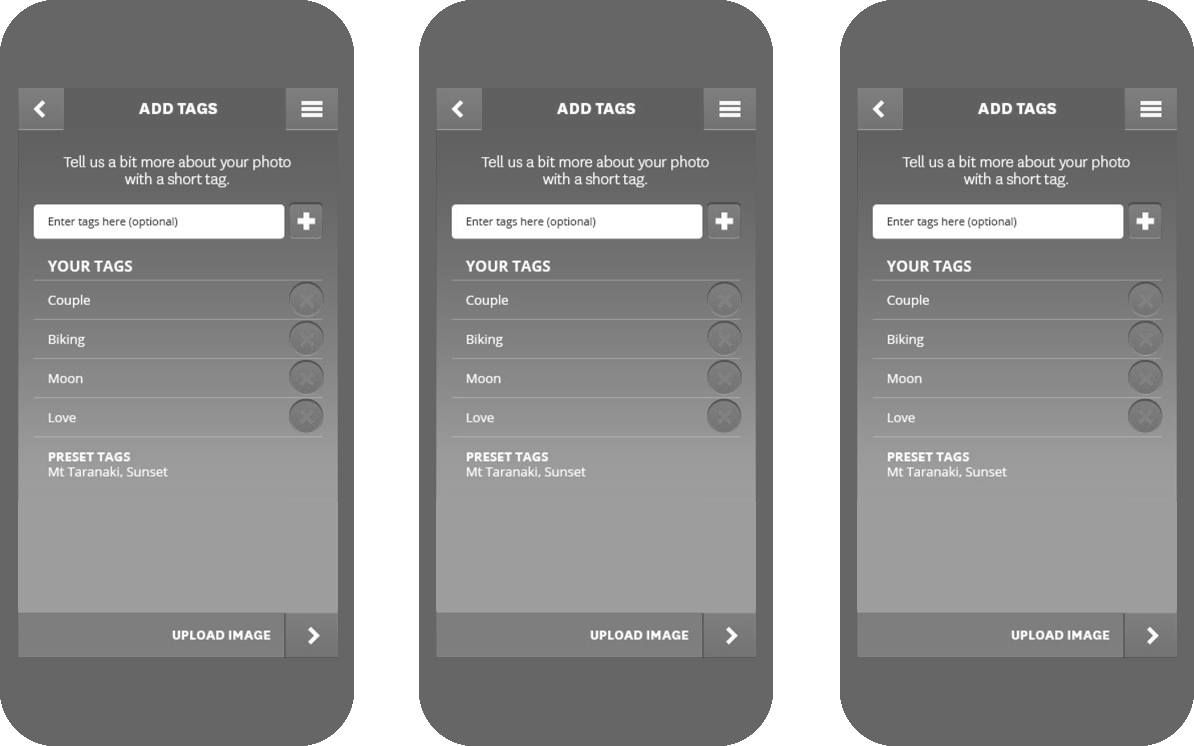 ADD TAGS
Tell us a bit more about your photo
with a short tag.
Enter tags here (optional)
YOUR TAGS
Couple
Biking
Moon
Love
PRESET TAGS
Mt Taranaki, Sunset
UPLOAD IMAGE
ADD TAGS
Tell us a bit more about your photo
with a short tag.
Enter tags here (optional)
YOUR TAGS
Couple
Biking
Moon
Love
PRESET TAGS
Mt Taranaki, Sunset
UPLOAD IMAGE
ADD TAGS
Tell us a bit more about your photo
with a short tag.
Enter tags here (optional)
YOUR TAGS
Couple
Biking
Moon
Love
PRESET TAGS
Mt Taranaki, Sunset
UPLOAD IMAGE